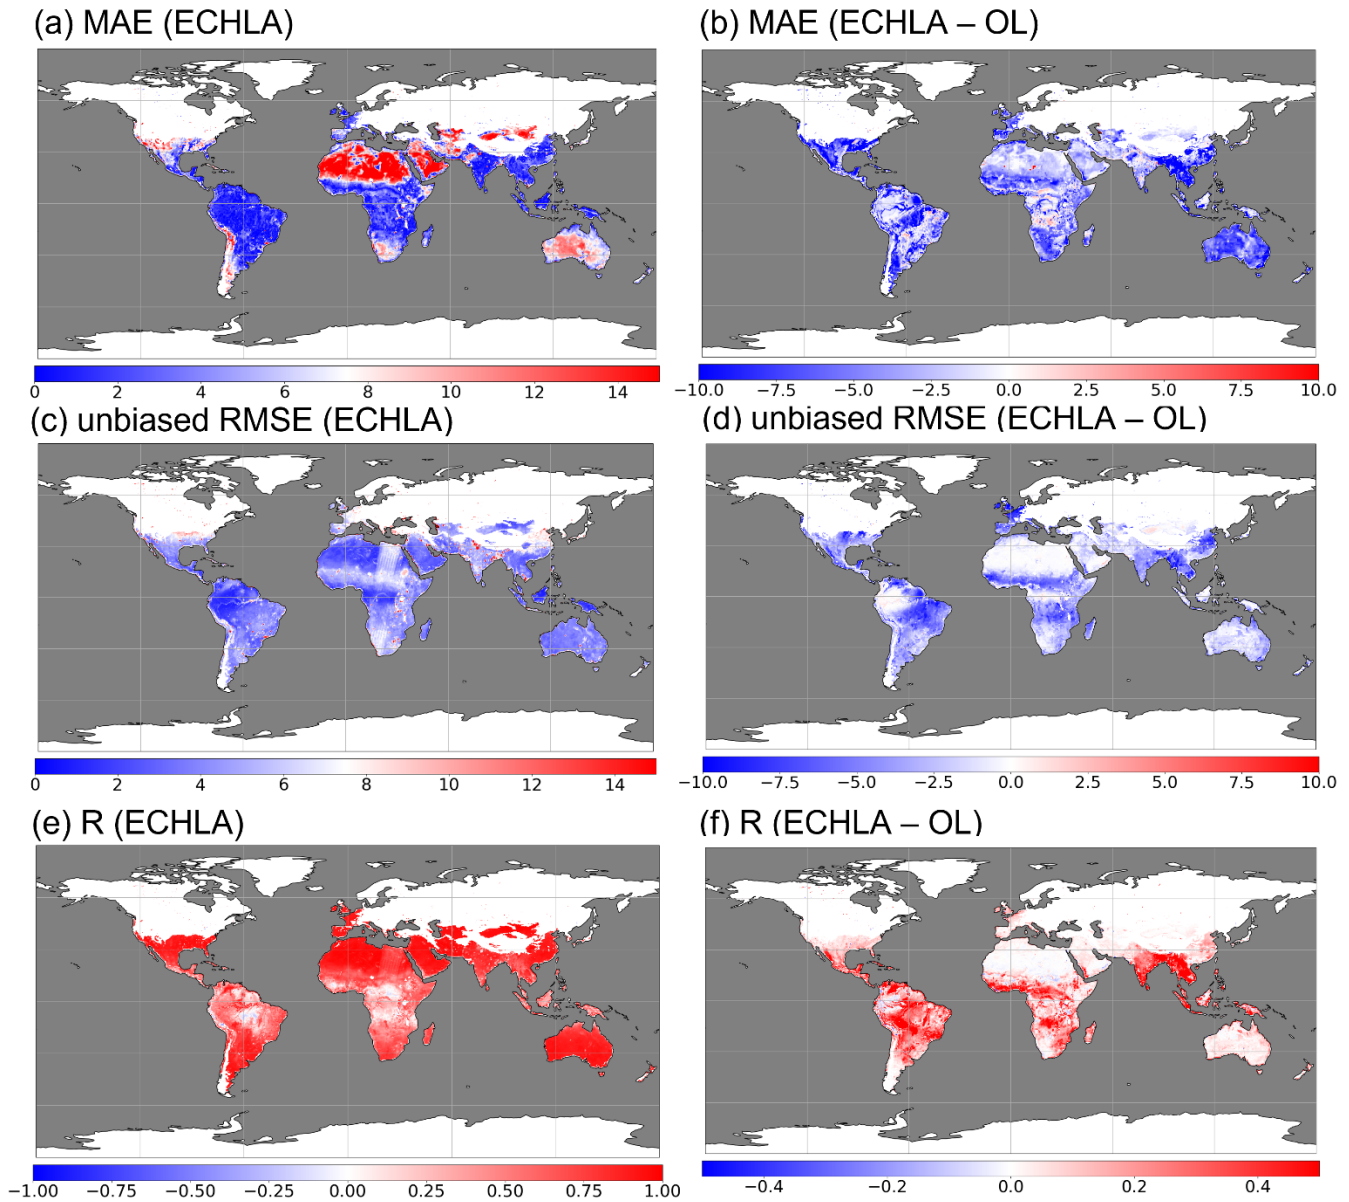 (a) MAE (ECHLA)
(b) MAE (ECHLA – OL)
0 2 4 6 8 10 12 14
−10.0 −7.5 −5.0 −2.5 0.0 2.5 5.0 7.5 10.0
(c) unbiased RMSE (ECHLA)
(d) unbiased RMSE (ECHLA – OL)
0 2 4 6 8 10 12 14
−10.0 −7.5 −5.0 −2.5 0.0 2.5 5.0 7.5 10.0
(e) R (ECHLA)
(f) R (ECHLA – OL)
−1.00 −0.75 −0.50 −0.25 0.00 0.25 0.50 0.75 1.00
−0.4 −0.2 0.0 0.2 0.4